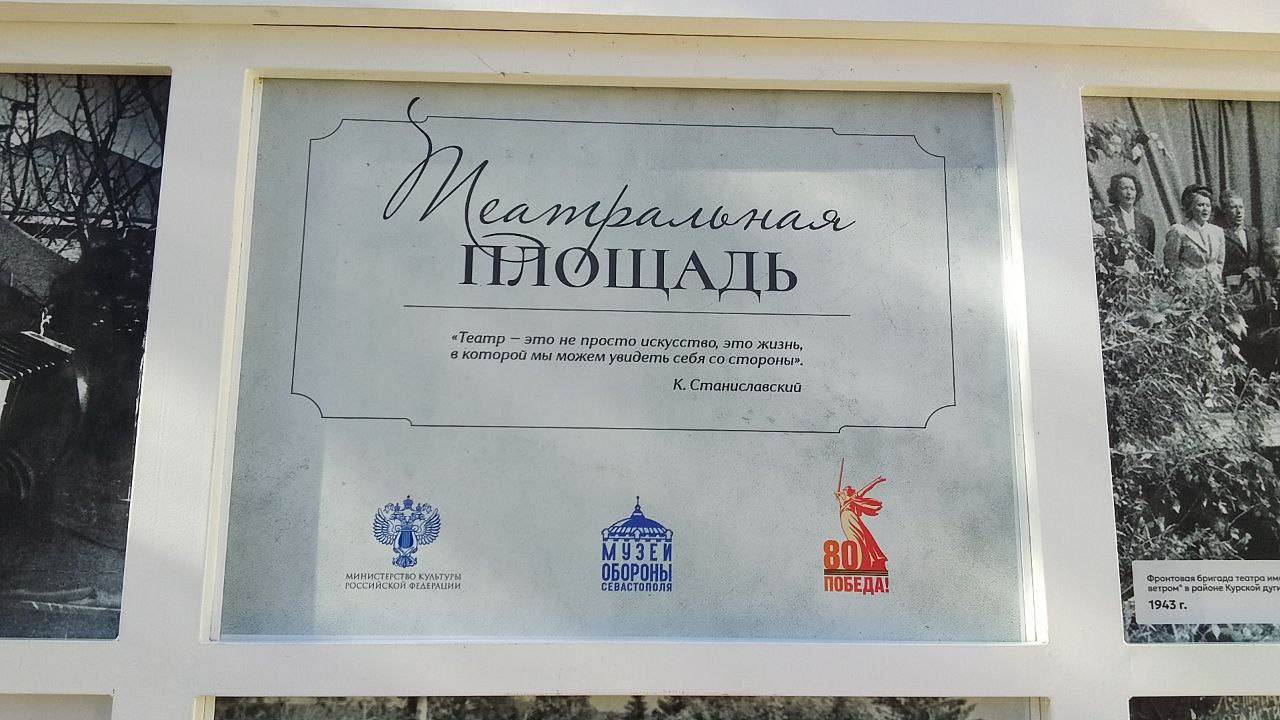 Театральная
ПЛОЩАДЬ
«Театр – это не просто искусство, это жизнь,
в которой мы можем увидеть себя со стороны».
К. Станиславский
МИНИСТЕРСТВО КУЛЬТУРЫ
РОССИЙСКОЙ ФЕДЕРАЦИИ
МУЗЕЙ
ОБОРОНЫ
СЕВАСТОПОЛЯ
80
ПОБЕДА!
Фронтовая бригада театра
ветром" в районе Курской
1943 г.